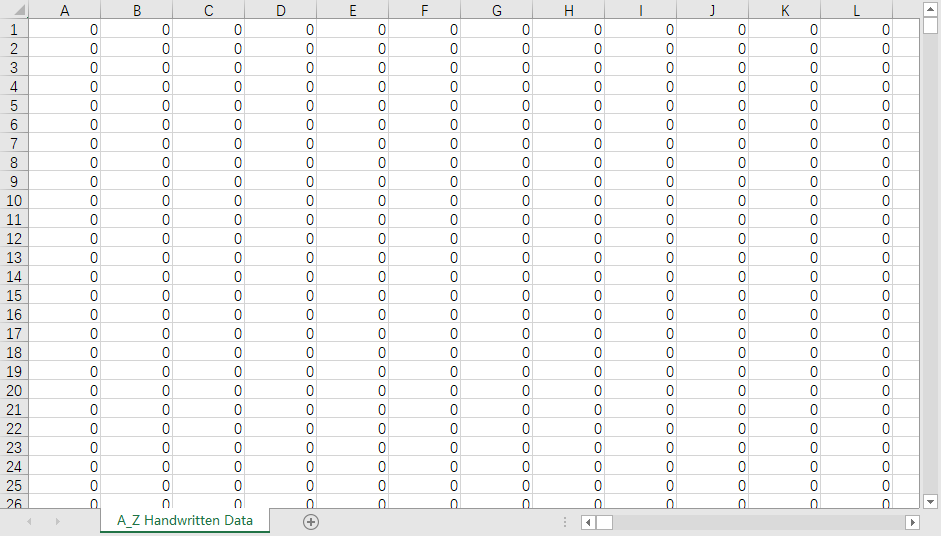 A B C D E F G H I J K L
1 0 0 0 0 0 0 0 0 0 0 0 0
2 0 0 0 0 0 0 0 0 0 0 0 0
3 0 0 0 0 0 0 0 0 0 0 0 0
4 0 0 0 0 0 0 0 0 0 0 0 0
5 0 0 0 0 0 0 0 0 0 0 0 0
6 0 0 0 0 0 0 0 0 0 0 0 0
7 0 0 0 0 0 0 0 0 0 0 0 0
8 0 0 0 0 0 0 0 0 0 0 0 0
9 0 0 0 0 0 0 0 0 0 0 0 0
10 0 0 0 0 0 0 0 0 0 0 0 0
11 0 0 0 0 0 0 0 0 0 0 0 0
12 0 0 0 0 0 0 0 0 0 0 0 0
13 0 0 0 0 0 0 0 0 0 0 0 0
14 0 0 0 0 0 0 0 0 0 0 0 0
15 0 0 0 0 0 0 0 0 0 0 0 0
16 0 0 0 0 0 0 0 0 0 0 0 0
17 0 0 0 0 0 0 0 0 0 0 0 0
18 0 0 0 0 0 0 0 0 0 0 0 0
19 0 0 0 0 0 0 0 0 0 0 0 0
20 0 0 0 0 0 0 0 0 0 0 0 0
21 0 0 0 0 0 0 0 0 0 0 0 0
22 0 0 0 0 0 0 0 0 0 0 0 0
23 0 0 0 0 0 0 0 0 0 0 0 0
24 0 0 0 0 0 0 0 0 0 0 0 0
25 0 0 0 0 0 0 0 0 0 0 0 0
26 0 0 0 0 0 0 0 0 0 0 0 0
A_Z Handwritten Data